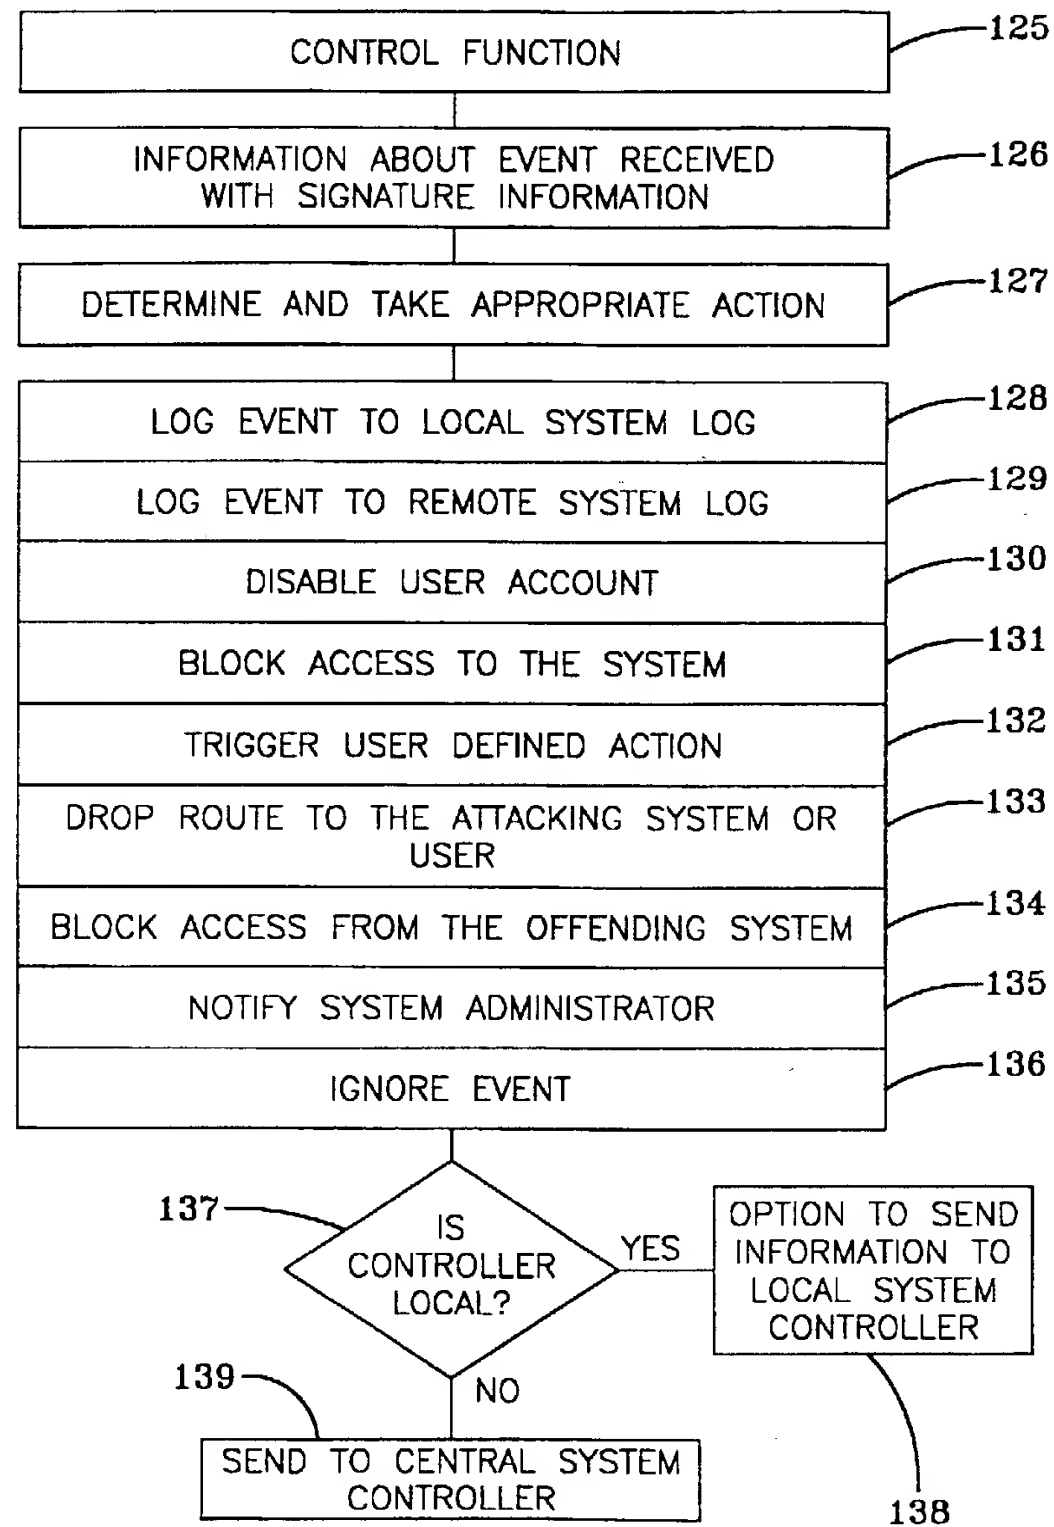 CONTROL FUNCTION
125
INFORMATION ABOUT EVENT RECEIVED
WITH SIGNATURE INFORMATION
126
DETERMINE AND TAKE APPROPRIATE ACTION
127
LOG EVENT TO LOCAL SYSTEM LOG
128
LOG EVENT TO REMOTE SYSTEM LOG
129
DISABLE USER ACCOUNT
130
BLOCK ACCESS TO THE SYSTEM
131
TRIGGER USER DEFINED ACTION
132
DROP ROUTE TO THE ATTACKING SYSTEM OR
USER
133
BLOCK ACCESS FROM THE OFFENDING SYSTEM
134
NOTIFY SYSTEM ADMINISTRATOR
135
IGNORE EVENT
136
137
IS
CONTROLLER
LOCAL?
YES
OPTION TO SEND
INFORMATION TO
LOCAL SYSTEM
CONTROLLER
138
NO
139
SEND TO CENTRAL SYSTEM
CONTROLLER